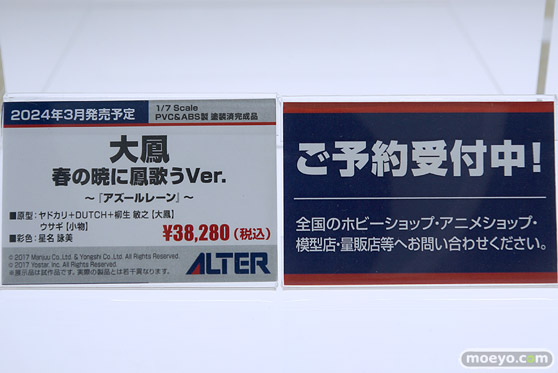 2024年3月発売予定
1/7 Scale
PVC&ABS製 塗装済完成品
大鳳
春の暁に鳳歌うVer.
～『アズールレーン』～
■原型：ヤドカリ＋DUTCH＋柳生 敏之【大鳳】
ウサギ【小物】
■彩色：星名 詠美
¥38,280（税込）
© 2017 Manjuu Co.,Ltd. & Yongshi Co.,Ltd. All Rights Reserved.
© 2017 Yostar, Inc. All Rights Reserved.
※展示品は試作品です。実際の製品とは若干異なります。
ALTER
ご予約受付中！
全国のホビーショップ・アニメショップ・
模型店・量販店等へお問い合わせください。
moeyo.com